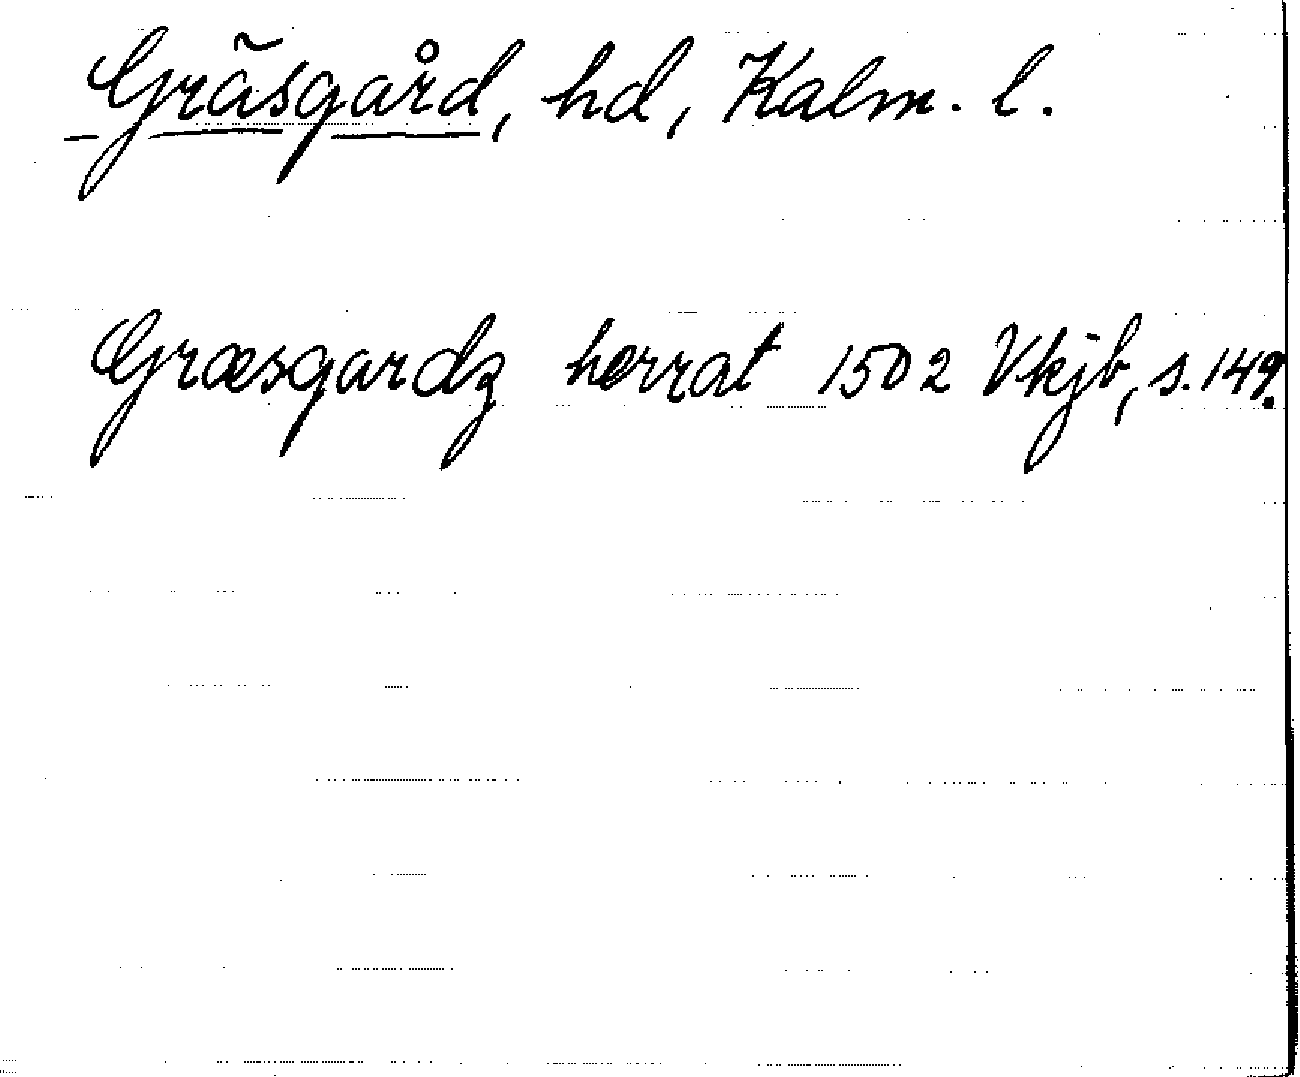 Gräsgård, hd, Kalm. l.
Græsgardz herrat 1502 Vkjb, s. 149.